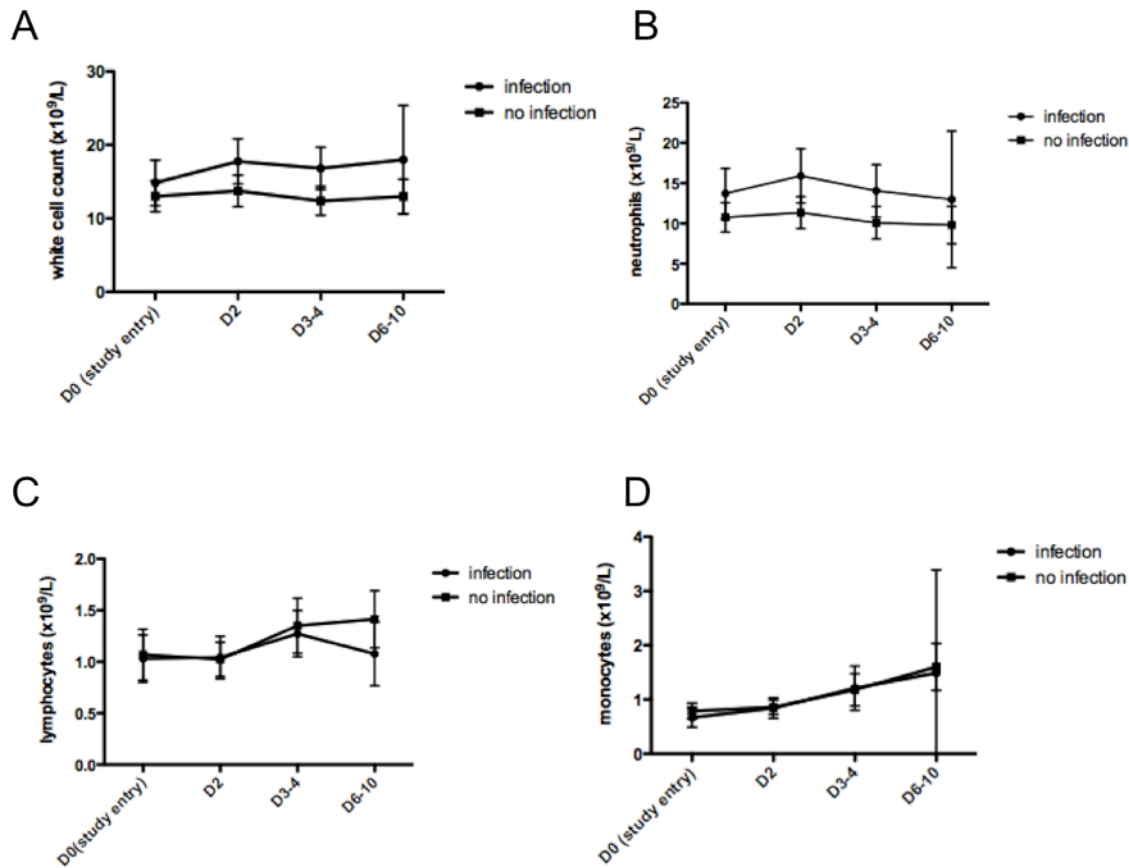 A
white cell count (x10⁹/L)
30
20
10
0
D0 (study entry)
D2
D3-4
D6-10
infection
no infection
B
neutrophils (x10⁹/L)
25
20
15
10
5
0
D0 (study entry)
D2
D3-4
D6-10
infection
no infection
C
lymphocytes (x10⁹/L)
2.0
1.5
1.0
0.5
0.0
D0(study entry)
D2
D3-4
D6-10
infection
no infection
D
monocytes (x10⁹/L)
4
3
2
1
0
D0 (study entry)
D2
D3-4
D6-10
infection
no infection